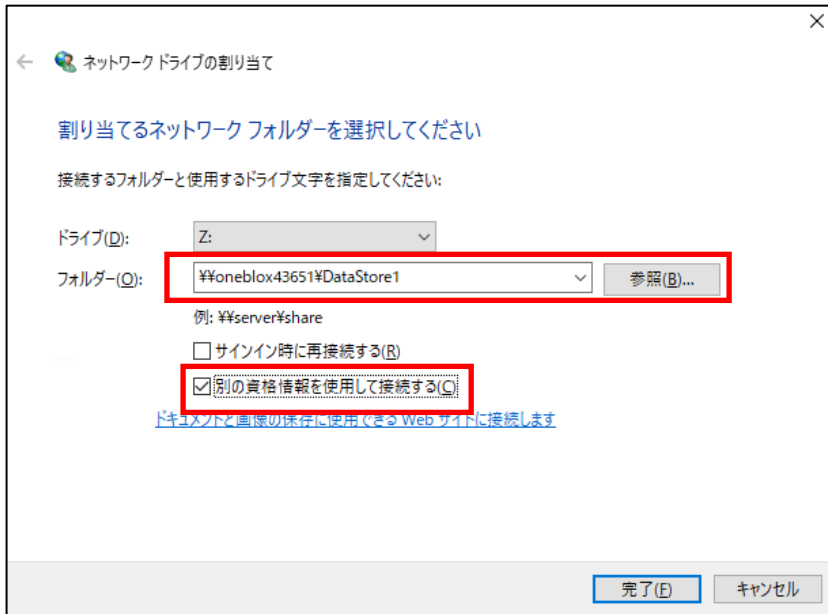 ネットワーク ドライブの割り当て
割り当てるネットワーク フォルダーを選択してください
接続するフォルダーと使用するドライブ文字を指定してください:
ドライブ(D): Z:
フォルダー(O): ¥¥oneblox43651¥DataStore1 参照(B)...
例: ¥¥server¥share
サインイン時に再接続する(R)
別の資格情報を使用して接続する(C)
ドキュメントと画像の保存に使用できる Web サイトに接続します
完了(F) キャンセル